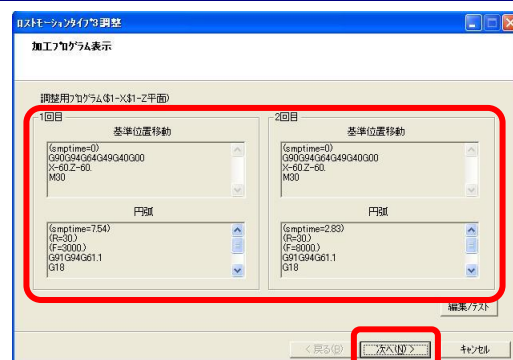 ロストモーションタイプ3調整
加工プログラム表示
調整用プログラム($1-X$1-Z平面)
1回目
基準位置移動
(smptime=0)
G90G94G64G49G40G00
X-60.Z-60.
M30
円弧
(smptime=7.54)
(R=30.)
(F=3000.)
G91G94G61.1
G18
2回目
基準位置移動
(smptime=0)
G90G94G64G49G40G00
X-60.Z-60.
M30
円弧
(smptime=2.83)
(R=30.)
(F=8000.)
G91G94G61.1
G18
編集/テスト
< 戻る(B)
次へ(N) >
キャンセル